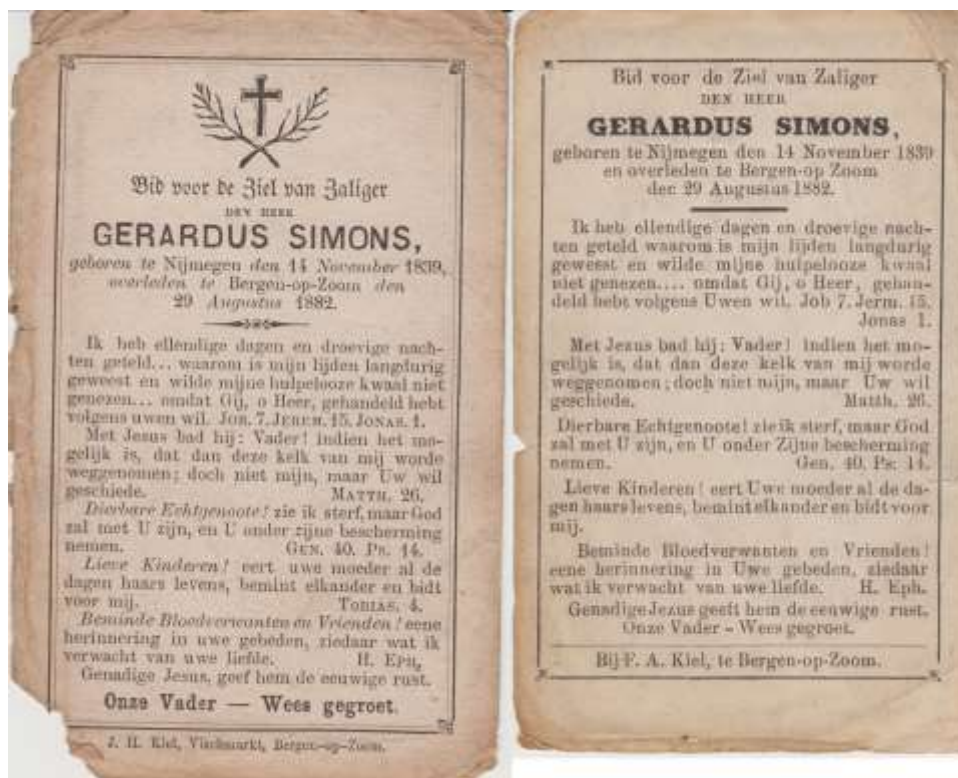 Bid voor de Ziel van Zaliger
DEN HEER
GERARDUS SIMONS,
geboren te Nijmegen den 14 November 1839,
overleden te Bergen-op-Zoom den
29 Augustus 1882.
Ik heb ellendige dagen en droevige nach-
ten geteld... waarom is mijn lijden langdurig
geweest en wilde mijne hulpelooze kwaal niet
genezen... omdat Gij, o Heer, gehandeld hebt
volgens uwen wil. JOB. 7. JEREM. 15. JONAS. 1.
Met Jesus bad hij: Vader! indien het mo-
gelijk is, dat dan deze kelk van mij worde
weggenomen; doch niet mijn, maar Uw wil
geschiede. MATTH. 26.
Dierbare Echtgenoote! zie ik sterf, maar God
zal met U zijn, en U onder zijne bescherming
nemen. GEN. 40. PS. 14.
Lieve Kinderen! eert uwe moeder al de
dagen haars levens, bemint elkander en bidt
voor mij. TOBIAS. 4.
Beminde Bloedverwanten en Vrienden! eene
herinnering in uwe gebeden, ziedaar wat ik
verwacht van uwe liefde. H. EPH.
Genadige Jesus, geef hem de eeuwige rust.
Onze Vader — Wees gegroet.
J. H. Kiel, Vischmarkt, Bergen-op-Zoom.
Bid voor de Ziel van Zaliger
DEN HEER
GERARDUS SIMONS,
geboren te Nijmegen den 14 November 1839
en overleden te Bergen-op Zoom
den 29 Augustus 1882.
Ik heb ellendige dagen en droevige nach-
ten geteld waarom is mijn lijden langdurig
geweest en wilde mijne hulpelooze kwaal
niet genezen.... omdat Gij, o Heer, gehan-
deld hebt volgens Uwen wil. Job 7. Jerm. 15.
Jonas 1.
Met Jezus bad hij: Vader! indien het mo-
gelijk is, dat dan deze kelk van mij worde
weggenomen; doch niet mijn, maar Uw wil
geschiede. Matth. 26.
Dierbare Echtgenoote! zie ik sterf, maar God
zal met U zijn, en U onder Zijne bescherming
nemen. Gen. 40. Ps: 14.
Lieve Kinderen! eert Uwe moeder al de da-
gen haars levens, bemint elkander en bidt voor
mij.
Beminde Bloedverwanten en Vrienden!
eene herinnering in Uwe gebeden, ziedaar
wat ik verwacht van uwe liefde. H. Eph.
Genadige Jezus geeft hem de eeuwige rust.
Onze Vader – Wees gegroet.
Bij F. A. Kiel, te Bergen-op-Zoom.